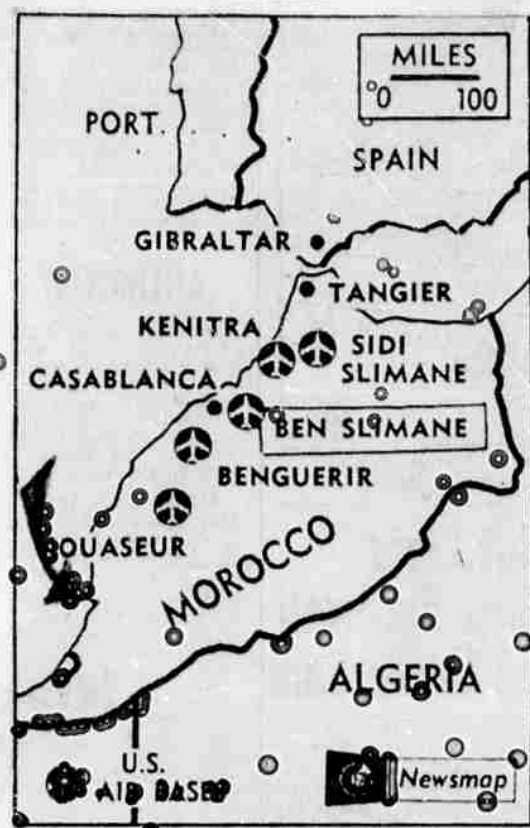 MILES
0 100
PORT.
SPAIN
GIBRALTAR
TANGIER
KENITRA
SIDI
SLIMANE
CASABLANCA
BEN SLIMANE
BENGUERIR
OUASEUR
MOROCCO
ALGERIA
U.S.
AIR BASES
Newsmap